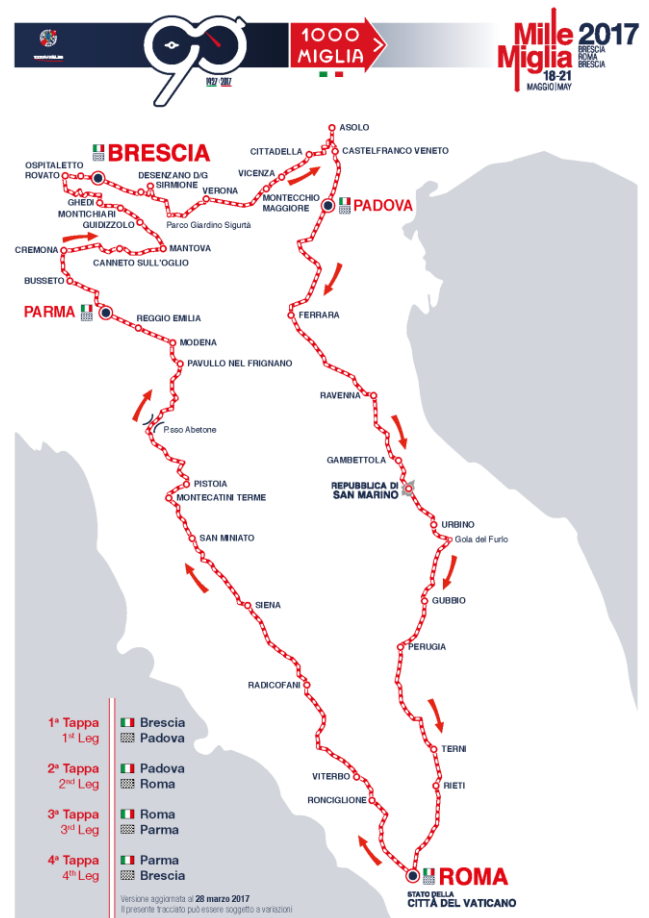 1927 2017
1000
MIGLIA
Mille
Miglia
2017
BRESCIA
ROMA
BRESCIA
18-21
MAGGIO|MAY
ASOLO
CITTADELLA
CASTELFRANCO VENETO
OSPITALETTO
BRESCIA
ROVATO
DESENZANO D/G
SIRMIONE
VICENZA
VERONA
MONTECCHIO
MAGGIORE
PADOVA
GHEDI
MONTICHIARI
GUIDIZZOLO
Parco Giardino Sigurtà
CREMONA
MANTOVA
CANNETO SULL'OGLIO
BUSSETO
PARMA
REGGIO EMILIA
FERRARA
MODENA
PAVULLO NEL FRIGNANO
RAVENNA
P.sso Abetone
GAMBETTOLA
PISTOIA
REPUBBLICA DI
SAN MARINO
MONTECATINI TERME
URBINO
SAN MINIATO
Gola del Furlo
GUBBIO
SIENA
PERUGIA
RADICOFANI
TERNI
VITERBO
RIETI
RONCIGLIONE
ROMA
STATO DELLA
CITTÀ DEL VATICANO
1ª Tappa Brescia
1st Leg Padova
2ª Tappa Padova
2nd Leg Roma
3ª Tappa Roma
3rd Leg Parma
4ª Tappa Parma
4th Leg Brescia
Versione aggiornata al 28 marzo 2017
Il presente tracciato può essere soggetto a variazioni